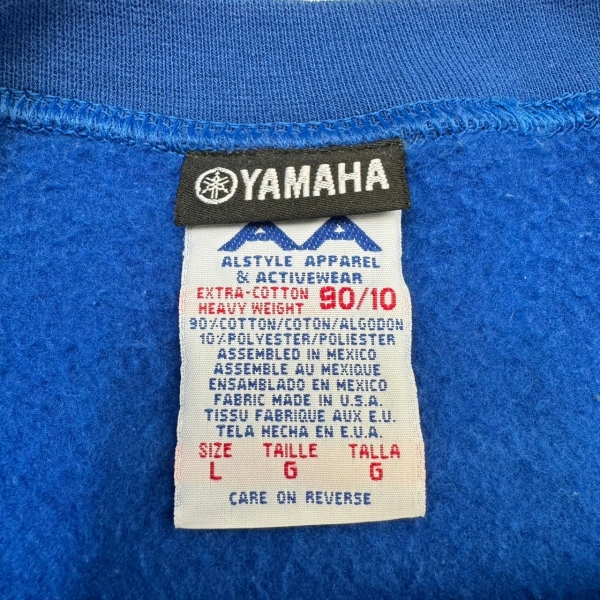 YAMAHA
AA
ALSTYLE APPAREL
& ACTIVEWEAR
EXTRA-COTTON 90/10
HEAVY WEIGHT
90%COTTON/COTON/ALGODON
10%POLYESTER/POLIESTER
ASSEMBLED IN MEXICO
ASSEMBLE AU MEXIQUE
ENSAMBLADO EN MEXICO
FABRIC MADE IN U.S.A.
TISSU FABRIQUE AUX E.U.
TELA HECHA EN E.U.A.
SIZE TAILLE TALLA
L G G
CARE ON REVERSE